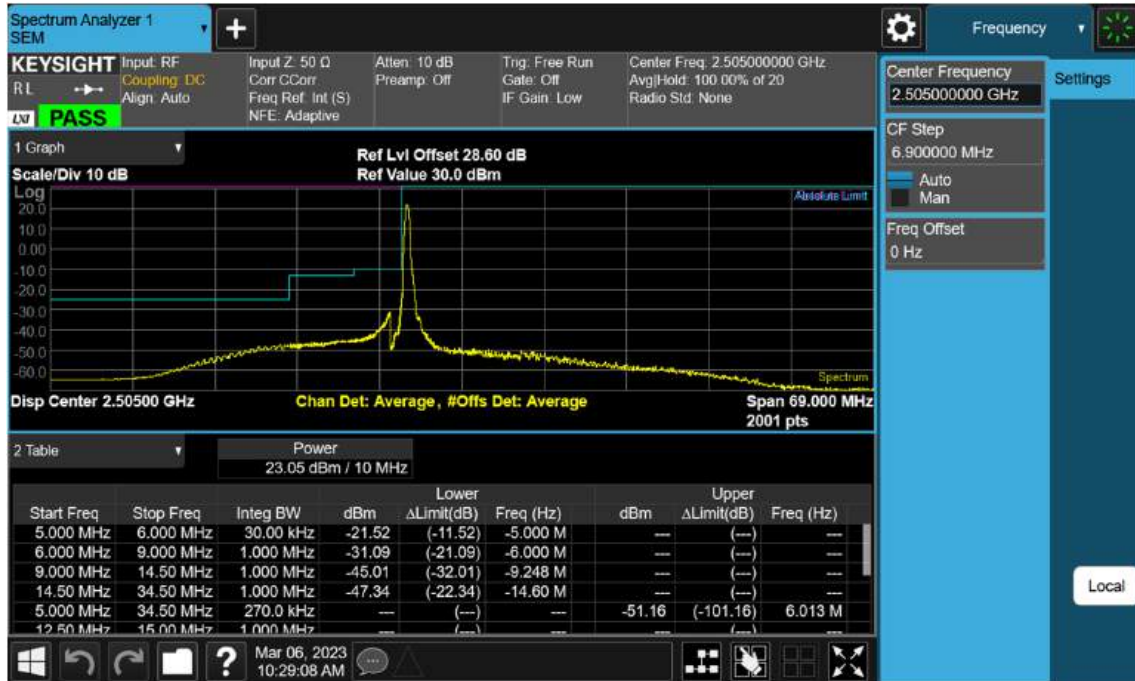 Spectrum Analyzer 1
SEM
Frequency
KEYSIGHT
RL
LXI
PASS
Input: RF
Coupling: DC
Align: Auto
Input Z: 50 Ω
Corr CCorr
Freq Ref: Int (S)
NFE: Adaptive
Atten: 10 dB
Preamp: Off
Trig: Free Run
Gate: Off
IF Gain: Low
Center Freq: 2.505000000 GHz
Avg|Hold: 100.00% of 20
Radio Std: None
Center Frequency
2.505000000 GHz
Settings
CF Step
6.900000 MHz
Auto
Man
Freq Offset
0 Hz
Local
1 Graph
Scale/Div 10 dB
Ref Lvl Offset 28.60 dB
Ref Value 30.0 dBm
Log
Absolute Limit
20.0
10.0
0.00
-10.0
-20.0
-30.0
-40.0
-50.0
-60.0
Spectrum
Disp Center 2.50500 GHz
Chan Det: Average, #Offs Det: Average
Span 69.000 MHz
2001 pts
2 Table
Power
23.05 dBm / 10 MHz
Lower Upper
Start Freq Stop Freq Integ BW dBm ΔLimit(dB) Freq (Hz) dBm ΔLimit(dB) Freq (Hz)
5.000 MHz 6.000 MHz 30.00 kHz -21.52 (-11.52) -5.000 M --- (---) ---
6.000 MHz 9.000 MHz 1.000 MHz -31.09 (-21.09) -6.000 M --- (---) ---
9.000 MHz 14.50 MHz 1.000 MHz -45.01 (-32.01) -9.248 M --- (---) ---
14.50 MHz 34.50 MHz 1.000 MHz -47.34 (-22.34) -14.60 M --- (---) ---
5.000 MHz 34.50 MHz 270.0 kHz --- (---) --- -51.16 (-101.16) 6.013 M
12.50 MHz 15.00 MHz 1.000 MHz --- (---) --- --- (---) ---
?
Mar 06, 2023
10:29:08 AM